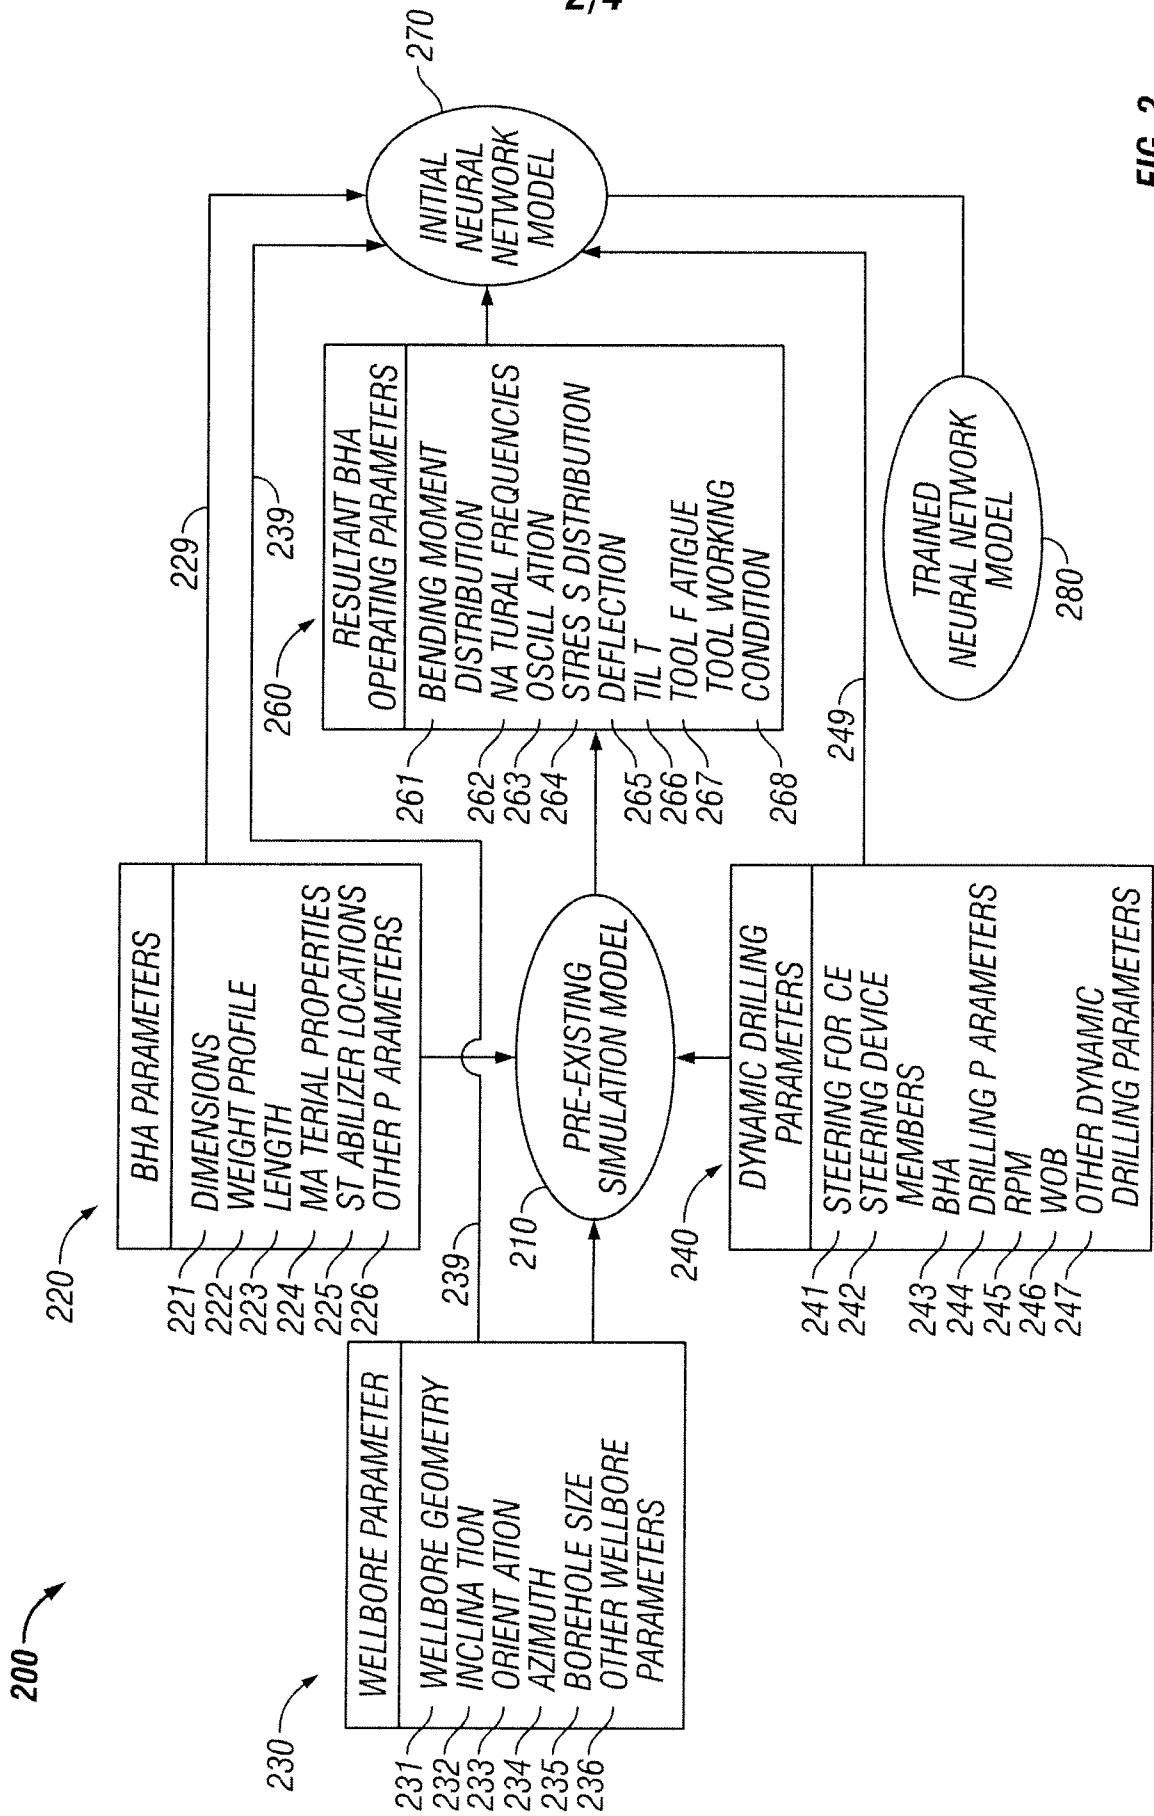 2/4
200
230
WELLBORE PARAMETER
231 WELLBORE GEOMETRY
232 INCLINA TION
233 ORIENT ATION
234 AZIMUTH
235 BOREHOLE SIZE
236 OTHER WELLBORE
PARAMETERS
239
220
BHA PARAMETERS
221 DIMENSIONS
222 WEIGHT PROFILE
223 LENGTH
224 MA TERIAL PROPERTIES
225 ST ABILIZER LOCATIONS
226 OTHER P ARAMETERS
229
239
210
PRE-EXISTING
SIMULATION MODEL
240
DYNAMIC DRILLING
PARAMETERS
241 STEERING FOR CE
242 STEERING DEVICE
MEMBERS
243 BHA
244 DRILLING P ARAMETERS
245 RPM
246 WOB
247 OTHER DYNAMIC
DRILLING PARAMETERS
249
260
RESULTANT BHA
OPERATING PARAMETERS
261 BENDING MOMENT
DISTRIBUTION
262 NA TURAL FREQUENCIES
263 OSCILL ATION
264 STRES S DISTRIBUTION
265 DEFLECTION
266 TIL T
267 TOOL F ATIGUE
TOOL WORKING
268 CONDITION
270
INITIAL
NEURAL
NETWORK
MODEL
TRAINED
NEURAL NETWORK
MODEL
280
FIG. 2